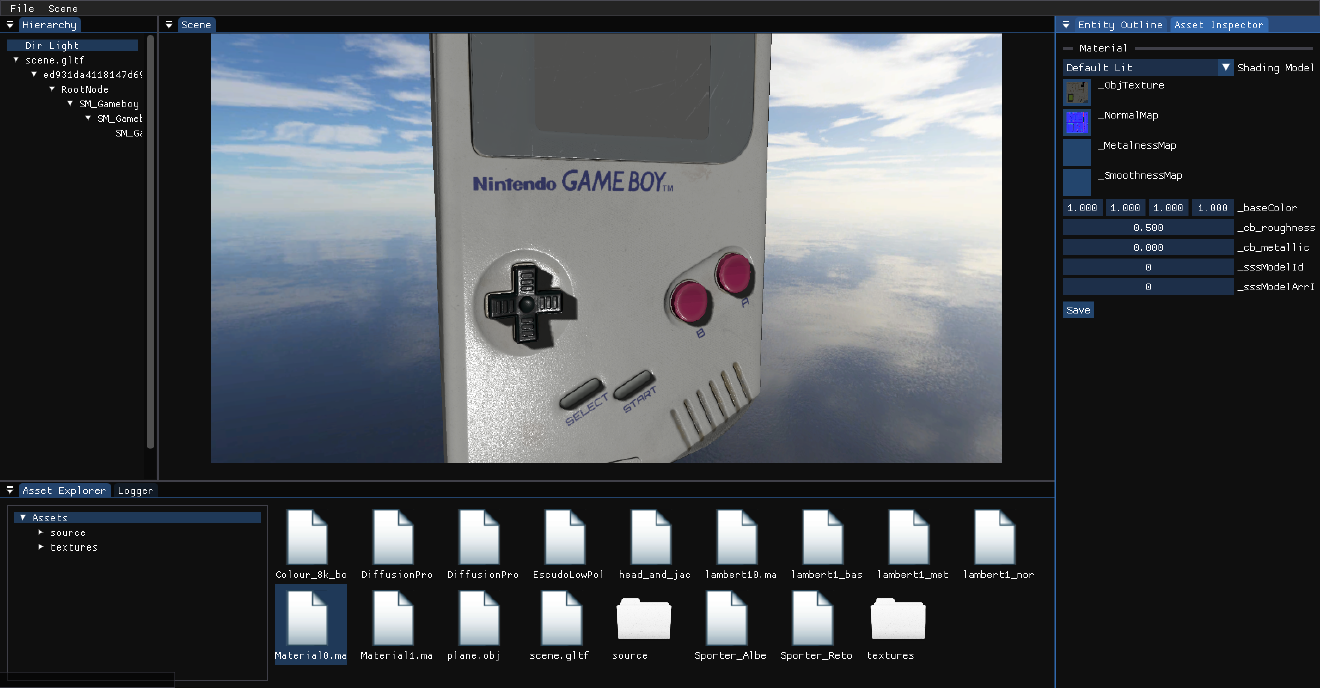 File Scene
Hierarchy
Dir Light
scene.gltf
ed931da4118147d69
RootNode
SM_Gameboy
SM_Gameb
SM_Ga
Scene
Nintendo GAME BOY TM
A
B
SELECT START
Entity Outline Asset Inspector
Material
Default Lit Shading Model
_ObjTexture
_NormalMap
_MetalnessMap
_SmoothnessMap
1.000 1.000 1.000 1.000 _baseColor
0.500 _cb_roughness
0.000 _cb_metallic
0 _sssModelId
0 _sssModelArrI
Save
Asset Explorer Logger
Assets
source
textures
Colour_8k_bo DiffusionPro DiffusionPro EscudoLowPol head_and_jac lambert10.ma lambert1_bas lambert1_met lambert1_nor
Material0.ma Material1.ma plane.obj scene.gltf source Sporter_Albe Sporter_Reto textures